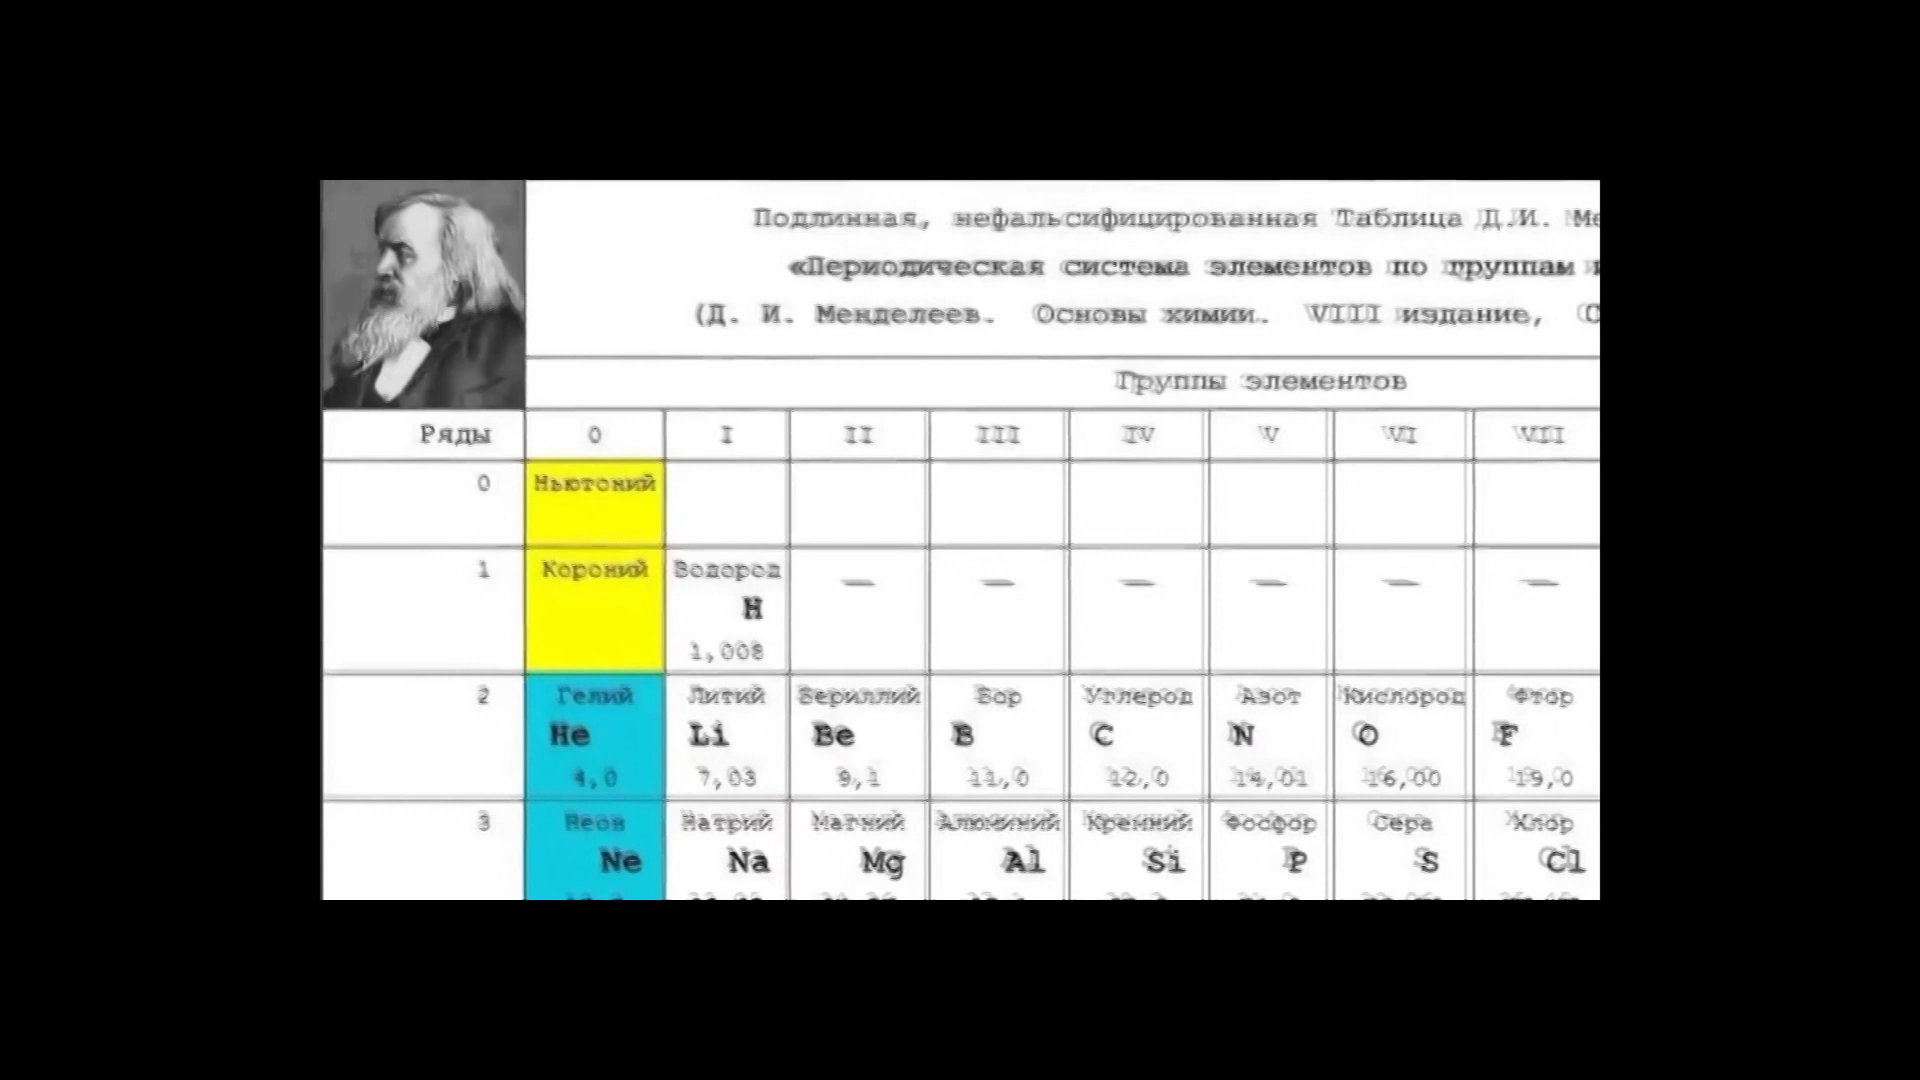 Подлинная, нефальсифицированная Таблица Д.И.
«Периодическая система элементов по группам
(Д. И. Менделеев. Основы химии. VIII издание,
Группы элементов
Ряды 0 I II III IV V VI VII
0 Ньютоний
1 Короний Водород — — — — — —
H
1,008
2 Гелий Литий Бериллий Бор Углерод Азот Кислород Фтор
He Li Be B C N O F
4,0 7,03 9,1 11,0 12,0 14,01 16,00 19,0
3 Неон Натрий Магний Алюминий Кремний Фосфор Сера Хлор
Ne Na Mg Al Si P S Cl